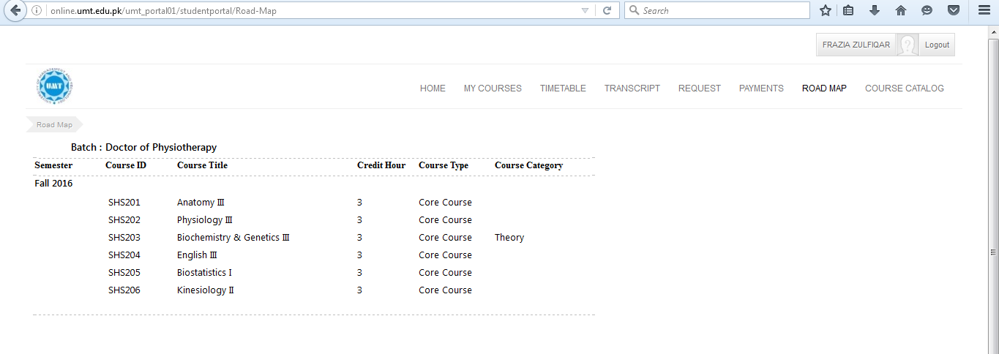 online.umt.edu.pk/umt_portal01/studentportal/Road-Map
Search
FRAZIA ZULFIQAR
Logout
UMT
HOME MY COURSES TIMETABLE TRANSCRIPT REQUEST PAYMENTS ROAD MAP COURSE CATALOG
Road Map
Batch : Doctor of Physiotherapy
Semester Course ID Course Title Credit Hour Course Type Course Category
Fall 2016
SHS201 Anatomy III 3 Core Course
SHS202 Physiology III 3 Core Course
SHS203 Biochemistry & Genetics III 3 Core Course Theory
SHS204 English III 3 Core Course
SHS205 Biostatistics I 3 Core Course
SHS206 Kinesiology II 3 Core Course